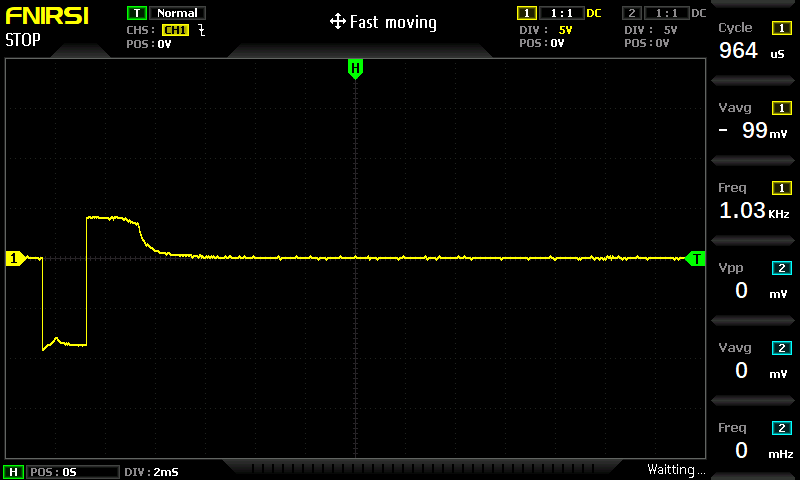 FNIRSI
STOP
T Normal
CHS: CH1
POS: 0V
Fast moving
1 1:1 DC
DIV: 5V
POS: 0V
2 1:1 DC
DIV: 5V
POS: 0V
H
1
T
Cycle 1
964 uS
Vavg 1
- 99 mV
Freq 1
1.03 KHz
Vpp 2
0 mV
Vavg 2
0 mV
Freq 2
0 mHz
H POS: 0S DIV: 2mS
Waitting...